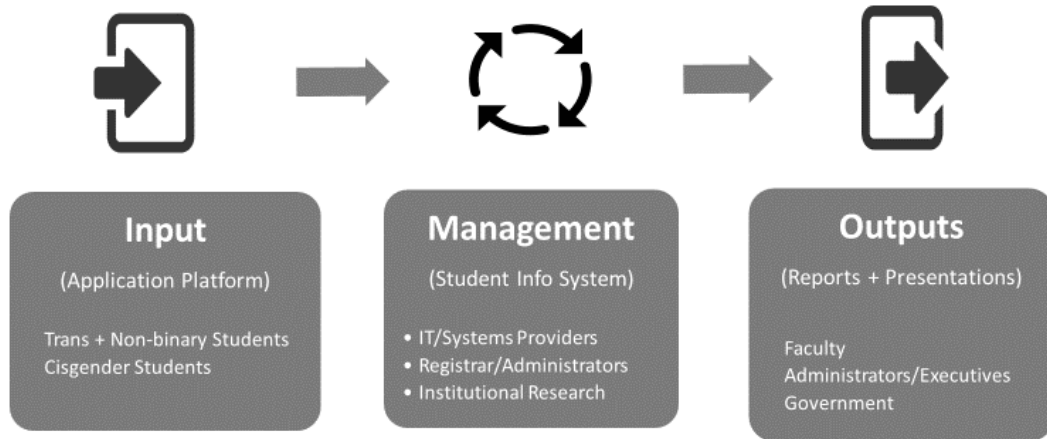 Input
(Application Platform)
Trans + Non-binary Students
Cisgender Students
Management
(Student Info System)
• IT/Systems Providers
• Registrar/Administrators
• Institutional Research
Outputs
(Reports + Presentations)
Faculty
Administrators/Executives
Government